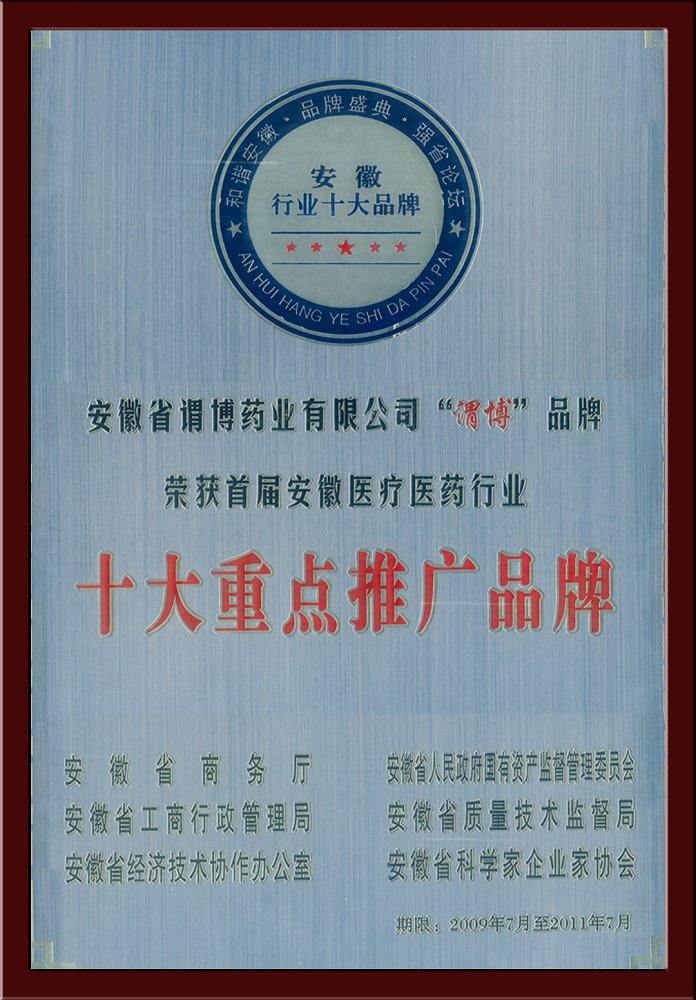 和谐安徽·品牌盛典·强省论坛
安徽
行业十大品牌
AN HUI HANG YE SHI DA PIN PAI
安徽省谓博药业有限公司“谓博”品牌
荣获首届安徽医疗医药行业
十大重点推广品牌
安徽省商务厅
安徽省人民政府国有资产监督管理委员会
安徽省工商行政管理局
安徽省质量技术监督局
安徽省经济技术协作办公室
安徽省科学家企业家协会
期限：2009年7月至2011年7月